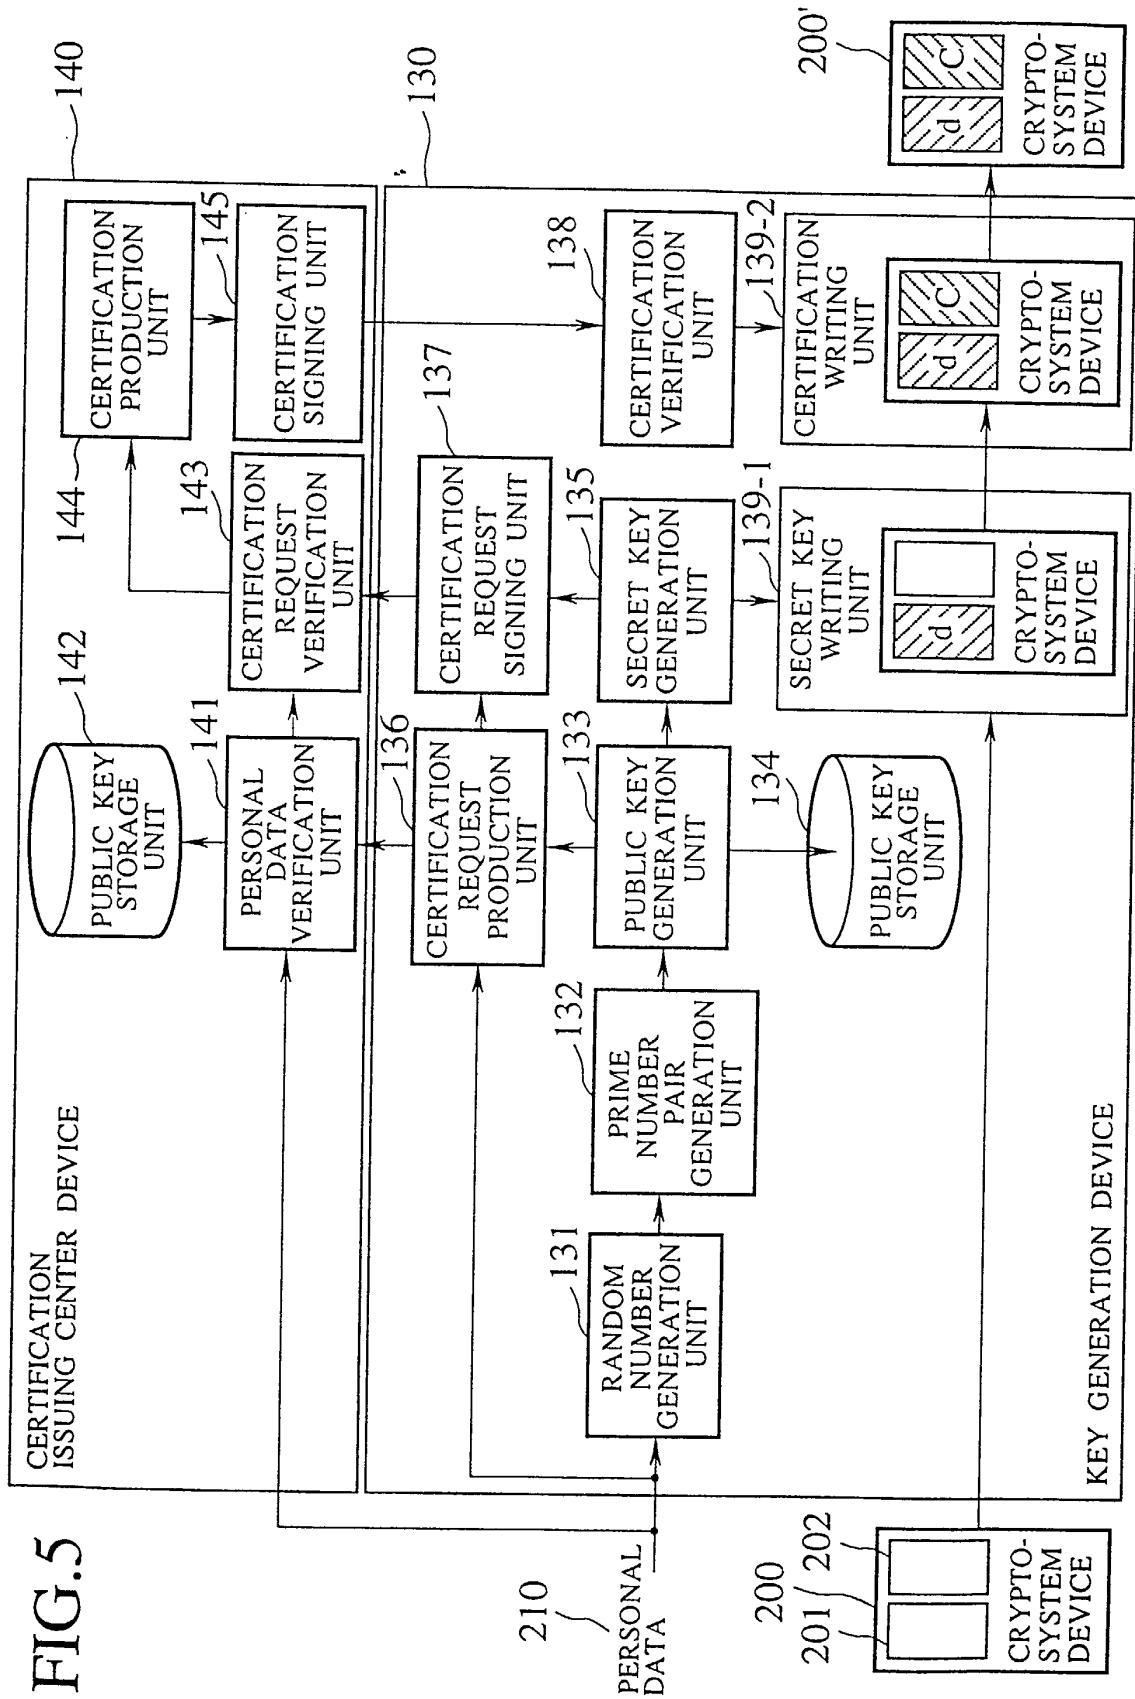 FIG.5
CERTIFICATION
ISSUING CENTER DEVICE
140
PUBLIC KEY
STORAGE
UNIT
142
PERSONAL
DATA
VERIFICATION
UNIT
141
CERTIFICATION
REQUEST
VERIFICATION
UNIT
143
CERTIFICATION
PRODUCTION
UNIT
144
CERTIFICATION
SIGNING UNIT
145
130
CERTIFICATION
REQUEST
PRODUCTION
UNIT
136
CERTIFICATION
REQUEST
SIGNING UNIT
137
210
PERSONAL
DATA
RANDOM
NUMBER
GENERATION
UNIT
131
PRIME
NUMBER
PAIR
GENERATION
UNIT
132
PUBLIC KEY
GENERATION
UNIT
133
SECRET KEY
GENERATION
UNIT
135
CERTIFICATION
VERIFICATION
UNIT
138
PUBLIC KEY
STORAGE
UNIT
134
SECRET KEY
WRITING
UNIT
139-1
d
CRYPTO-
SYSTEM
DEVICE
CERTIFICATION
WRITING
UNIT
139-2
d
C
CRYPTO-
SYSTEM
DEVICE
200'
d
C
CRYPTO-
SYSTEM
DEVICE
200
201
202
CRYPTO-
SYSTEM
DEVICE
KEY GENERATION DEVICE